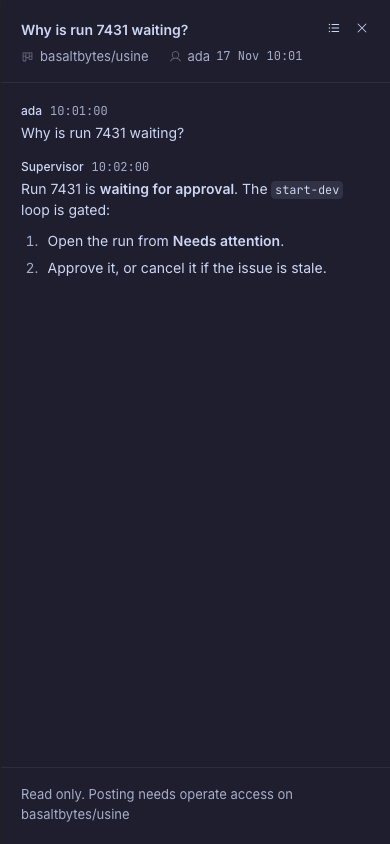 Why is run 7431 waiting?
basaltbytes/usine ada 17 Nov 10:01
ada 10:01:00
Why is run 7431 waiting?
Supervisor 10:02:00
Run 7431 is waiting for approval. The start-dev
loop is gated:
1. Open the run from Needs attention.
2. Approve it, or cancel it if the issue is stale.
Read only. Posting needs operate access on
basaltbytes/usine